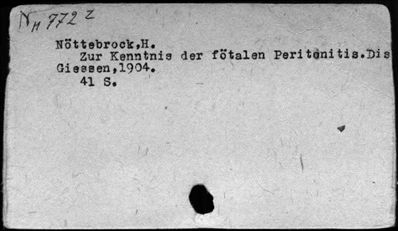 N M 772 z
Nöttebrock,H.
Zur Kenntnis der fötalen Peritonitis.Dis
Giessen,1904.
41 S.